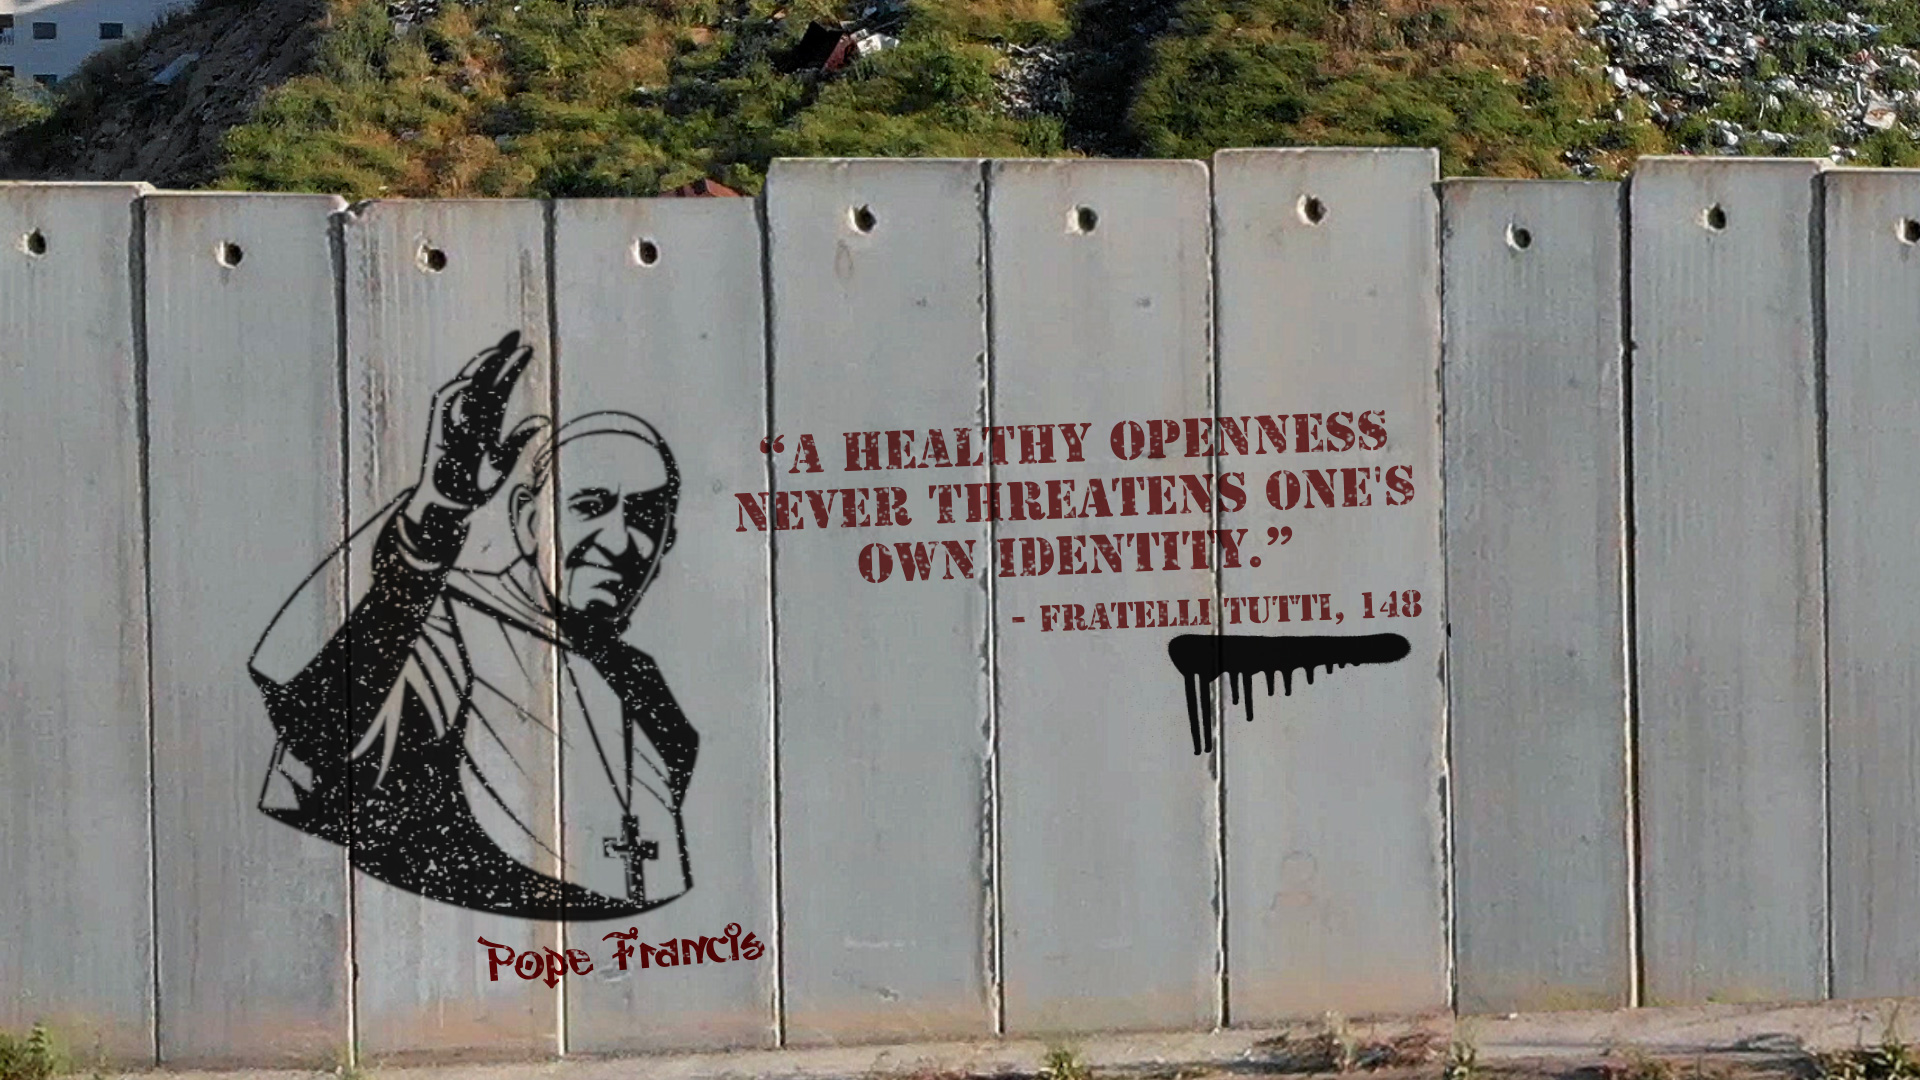 “A HEALTHY OPENNESS
NEVER THREATENS ONE'S
OWN IDENTITY.”
- FRATELLI TUTTI, 148
Pope Francis